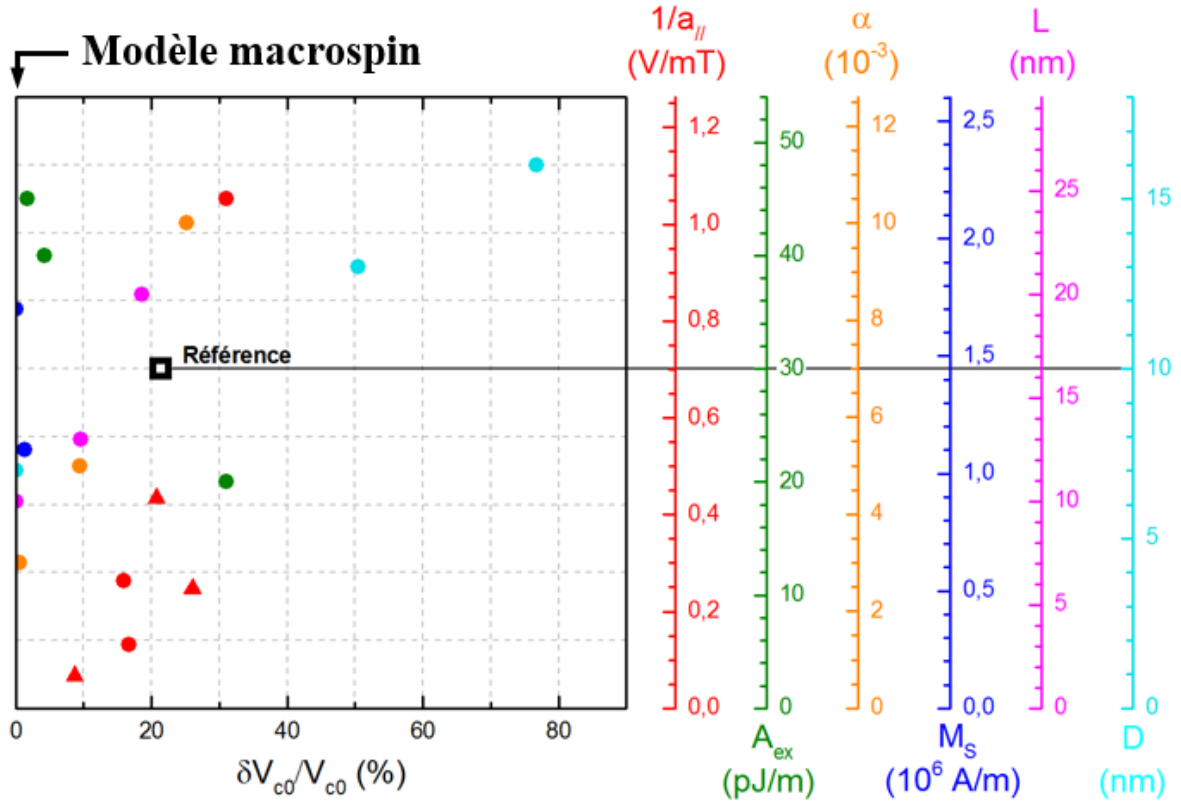 Modèle macrospin
1/a// α L
(V/mT) (10⁻³) (nm)
1,2 50 12 2,5 25 15
1,0 40 10 2,0 20
0,8 8
Référence
30 1,5 10
0,6 6 15
20 1,0
0,4 4 10 5
10 2 0,5 5
0,2
0,0 0 0 0,0 0 0
0 20 40 60 80
δVc0/Vc0 (%)
Aex MS D
(pJ/m) (10⁶ A/m) (nm)